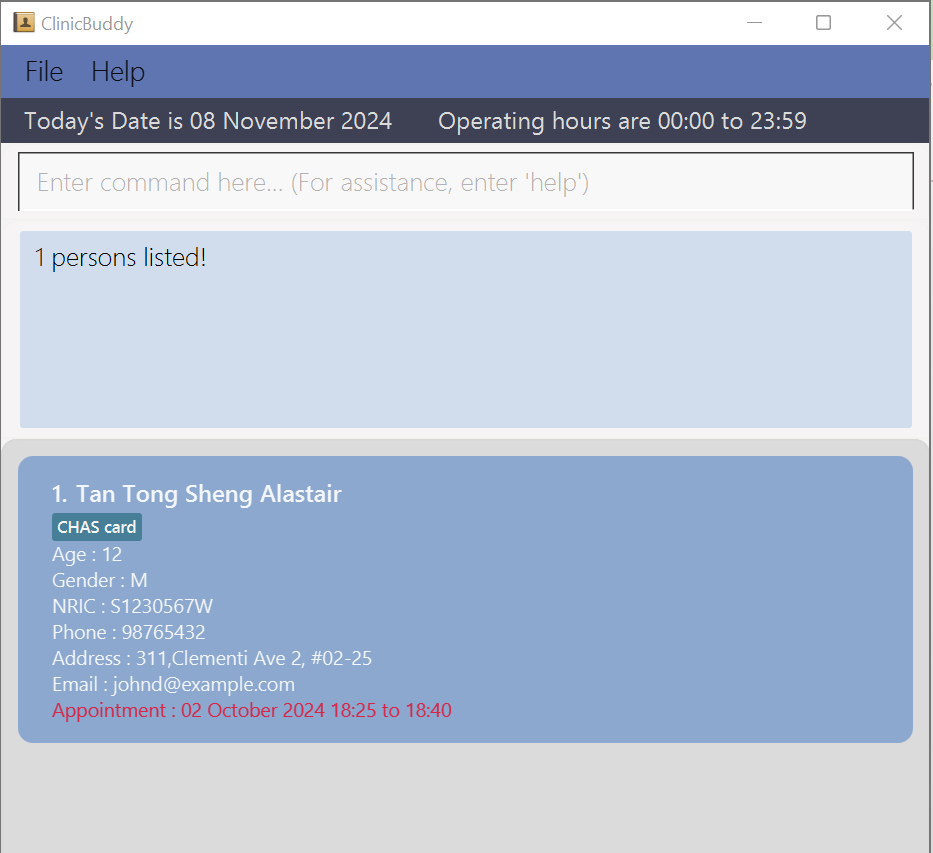 ClinicBuddy
File Help
Today's Date is 08 November 2024 Operating hours are 00:00 to 23:59
Enter command here... (For assistance, enter 'help')
1 persons listed!
1. Tan Tong Sheng Alastair
CHAS card
Age : 12
Gender : M
NRIC : S1230567W
Phone : 98765432
Address : 311,Clementi Ave 2, #02-25
Email : johnd@example.com
Appointment : 02 October 2024 18:25 to 18:40